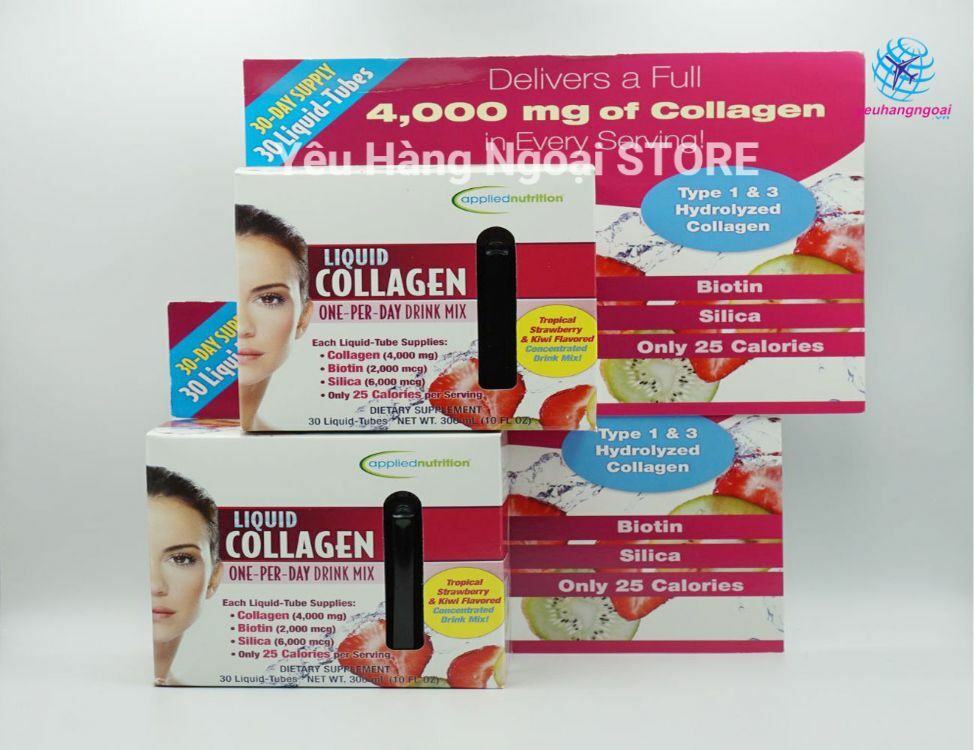 30-DAY SUPPLY
30 Liquid-Tubes
Delivers a Full
4,000 mg of Collagen
in Every Serving!
euhangngoai
.vn
Yêu Hàng Ngoại STORE
Type 1 & 3
Hydrolyzed
Collagen
Biotin
Silica
Only 25 Calories
appliednutrition
LIQUID
COLLAGEN
ONE-PER-DAY DRINK MIX
Each Liquid-Tube Supplies:
• Collagen (4,000 mg)
• Biotin (2,000 mcg)
• Silica (6,000 mcg)
• Only 25 Calories per Serving
Tropical
Strawberry
& Kiwi Flavored
Concentrated
Drink Mix!
DIETARY SUPPLEMENT
30 Liquid-Tubes NET WT. 300 mL (10 FL OZ)
30-DAY SUP
30 Liqui
Type 1 & 3
Hydrolyzed
Collagen
Biotin
Silica
Only 25 Calories
appliednutrition
LIQUID
COLLAGEN
ONE-PER-DAY DRINK MIX
Each Liquid-Tube Supplies:
• Collagen (4,000 mg)
• Biotin (2,000 mcg)
• Silica (6,000 mcg)
• Only 25 Calories per Serving
Tropical
Strawberry
& Kiwi Flavored
Concentrated
Drink Mix!
DIETARY SUPPLEMENT
30 Liquid-Tubes NET WT. 300 mL (10 FL OZ)